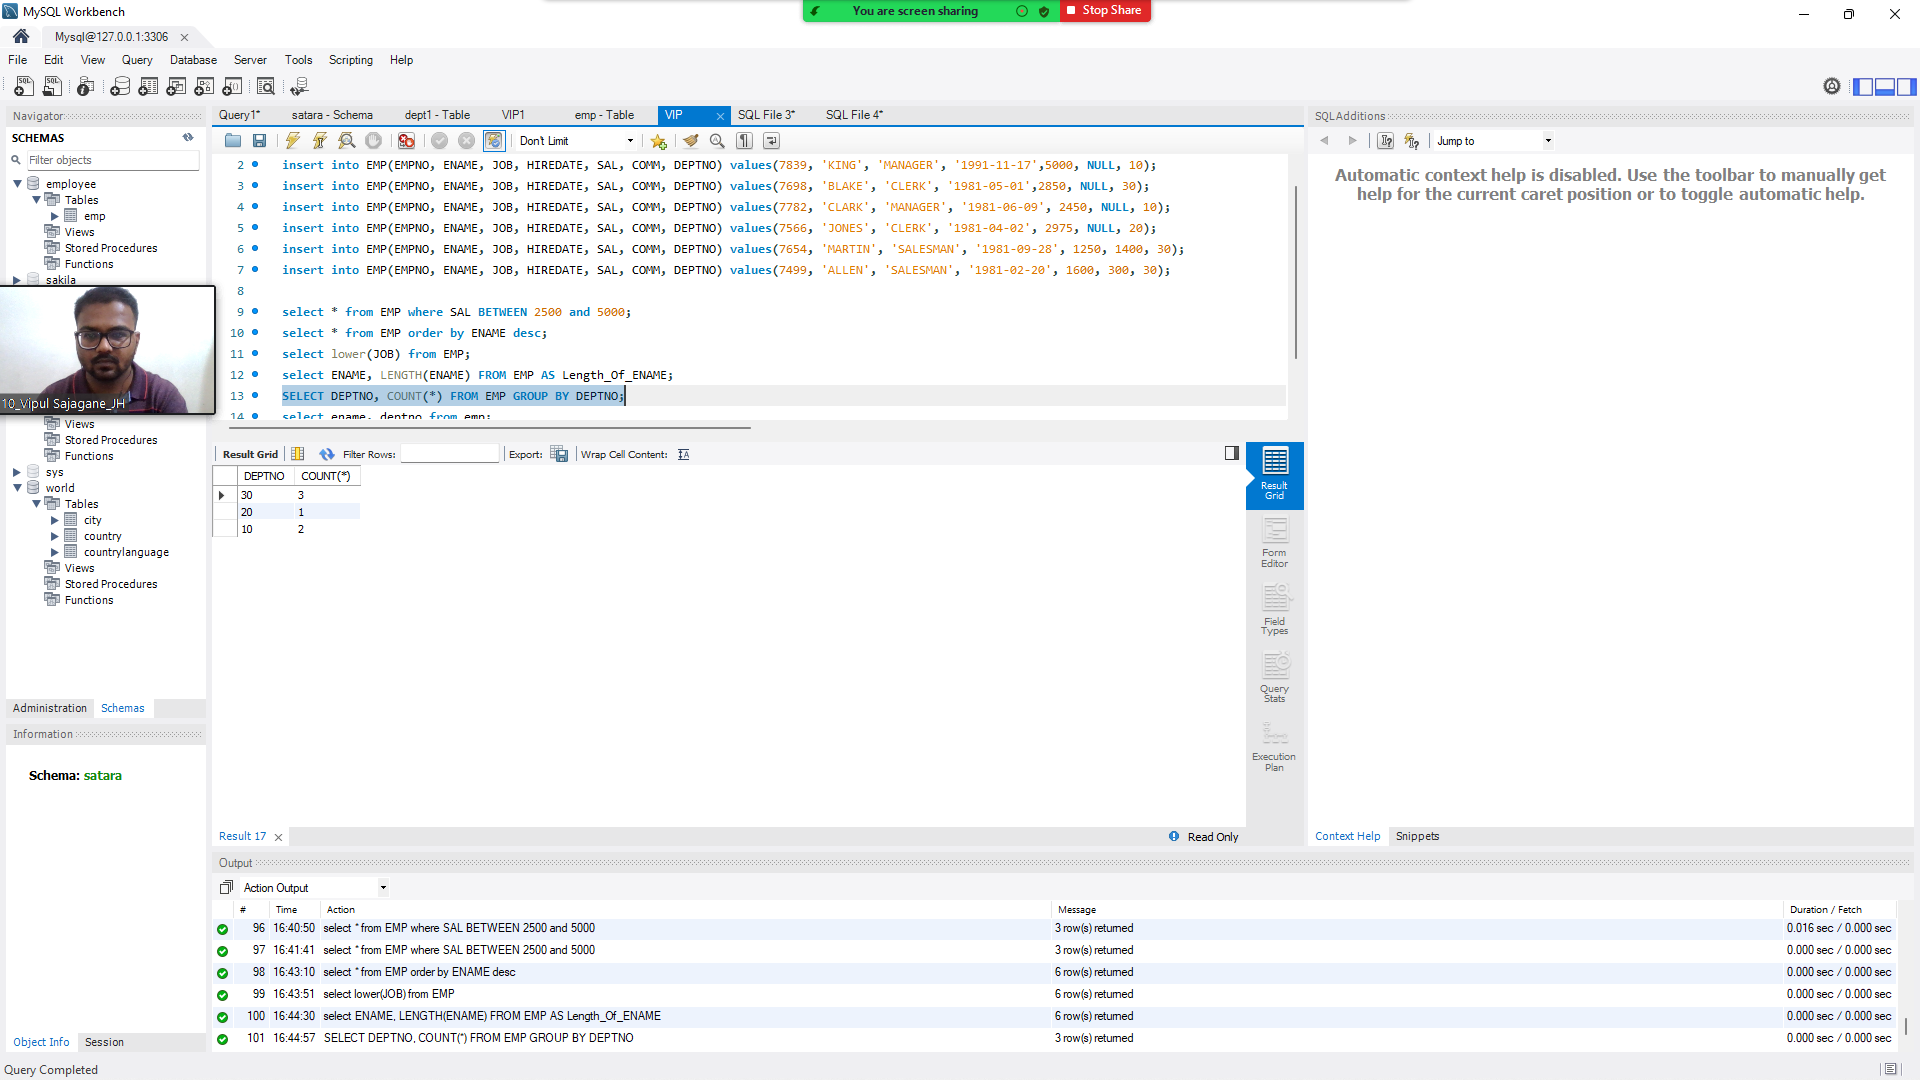 MySQL Workbench
You are screen sharing
Stop Share
Mysql@127.0.0.1:3306
File Edit View Query Database Server Tools Scripting Help
Navigator
SCHEMAS
Filter objects
employee
Tables
emp
Views
Stored Procedures
Functions
sakila
10_Vipul Sajagane_JH
Views
Stored Procedures
Functions
sys
world
Tables
city
country
countrylanguage
Views
Stored Procedures
Functions
Administration Schemas
Information
Schema: satara
Object Info Session
Query Completed
Query1* satara - Schema dept1 - Table VIP1 emp - Table VIP SQL File 3* SQL File 4*
Don't Limit
2 insert into EMP(EMPNO, ENAME, JOB, HIREDATE, SAL, COMM, DEPTNO) values(7839, 'KING', 'MANAGER', '1991-11-17',5000, NULL, 10);
3 insert into EMP(EMPNO, ENAME, JOB, HIREDATE, SAL, COMM, DEPTNO) values(7698, 'BLAKE', 'CLERK', '1981-05-01',2850, NULL, 30);
4 insert into EMP(EMPNO, ENAME, JOB, HIREDATE, SAL, COMM, DEPTNO) values(7782, 'CLARK', 'MANAGER', '1981-06-09', 2450, NULL, 10);
5 insert into EMP(EMPNO, ENAME, JOB, HIREDATE, SAL, COMM, DEPTNO) values(7566, 'JONES', 'CLERK', '1981-04-02', 2975, NULL, 20);
6 insert into EMP(EMPNO, ENAME, JOB, HIREDATE, SAL, COMM, DEPTNO) values(7654, 'MARTIN', 'SALESMAN', '1981-09-28', 1250, 1400, 30);
7 insert into EMP(EMPNO, ENAME, JOB, HIREDATE, SAL, COMM, DEPTNO) values(7499, 'ALLEN', 'SALESMAN', '1981-02-20', 1600, 300, 30);
8
9 select * from EMP where SAL BETWEEN 2500 and 5000;
10 select * from EMP order by ENAME desc;
11 select lower(JOB) from EMP;
12 select ENAME, LENGTH(ENAME) FROM EMP AS Length_Of_ENAME;
13 SELECT DEPTNO, COUNT(*) FROM EMP GROUP BY DEPTNO;
14 select ename, deptno from emp;
Result Grid Filter Rows: Export: Wrap Cell Content:
DEPTNO COUNT(*)
30 3
20 1
10 2
Result Grid
Form Editor
Field Types
Query Stats
Execution Plan
Result 17
Read Only
SQLAdditions
Jump to
Automatic context help is disabled. Use the toolbar to manually get
help for the current caret position or to toggle automatic help.
Context Help Snippets
Output
Action Output
# Time Action Message Duration / Fetch
96 16:40:50 select * from EMP where SAL BETWEEN 2500 and 5000 3 row(s) returned 0.016 sec / 0.000 sec
97 16:41:41 select * from EMP where SAL BETWEEN 2500 and 5000 3 row(s) returned 0.000 sec / 0.000 sec
98 16:43:10 select * from EMP order by ENAME desc 6 row(s) returned 0.000 sec / 0.000 sec
99 16:43:51 select lower(JOB) from EMP 6 row(s) returned 0.000 sec / 0.000 sec
100 16:44:30 select ENAME, LENGTH(ENAME) FROM EMP AS Length_Of_ENAME 6 row(s) returned 0.000 sec / 0.000 sec
101 16:44:57 SELECT DEPTNO, COUNT(*) FROM EMP GROUP BY DEPTNO 3 row(s) returned 0.000 sec / 0.000 sec